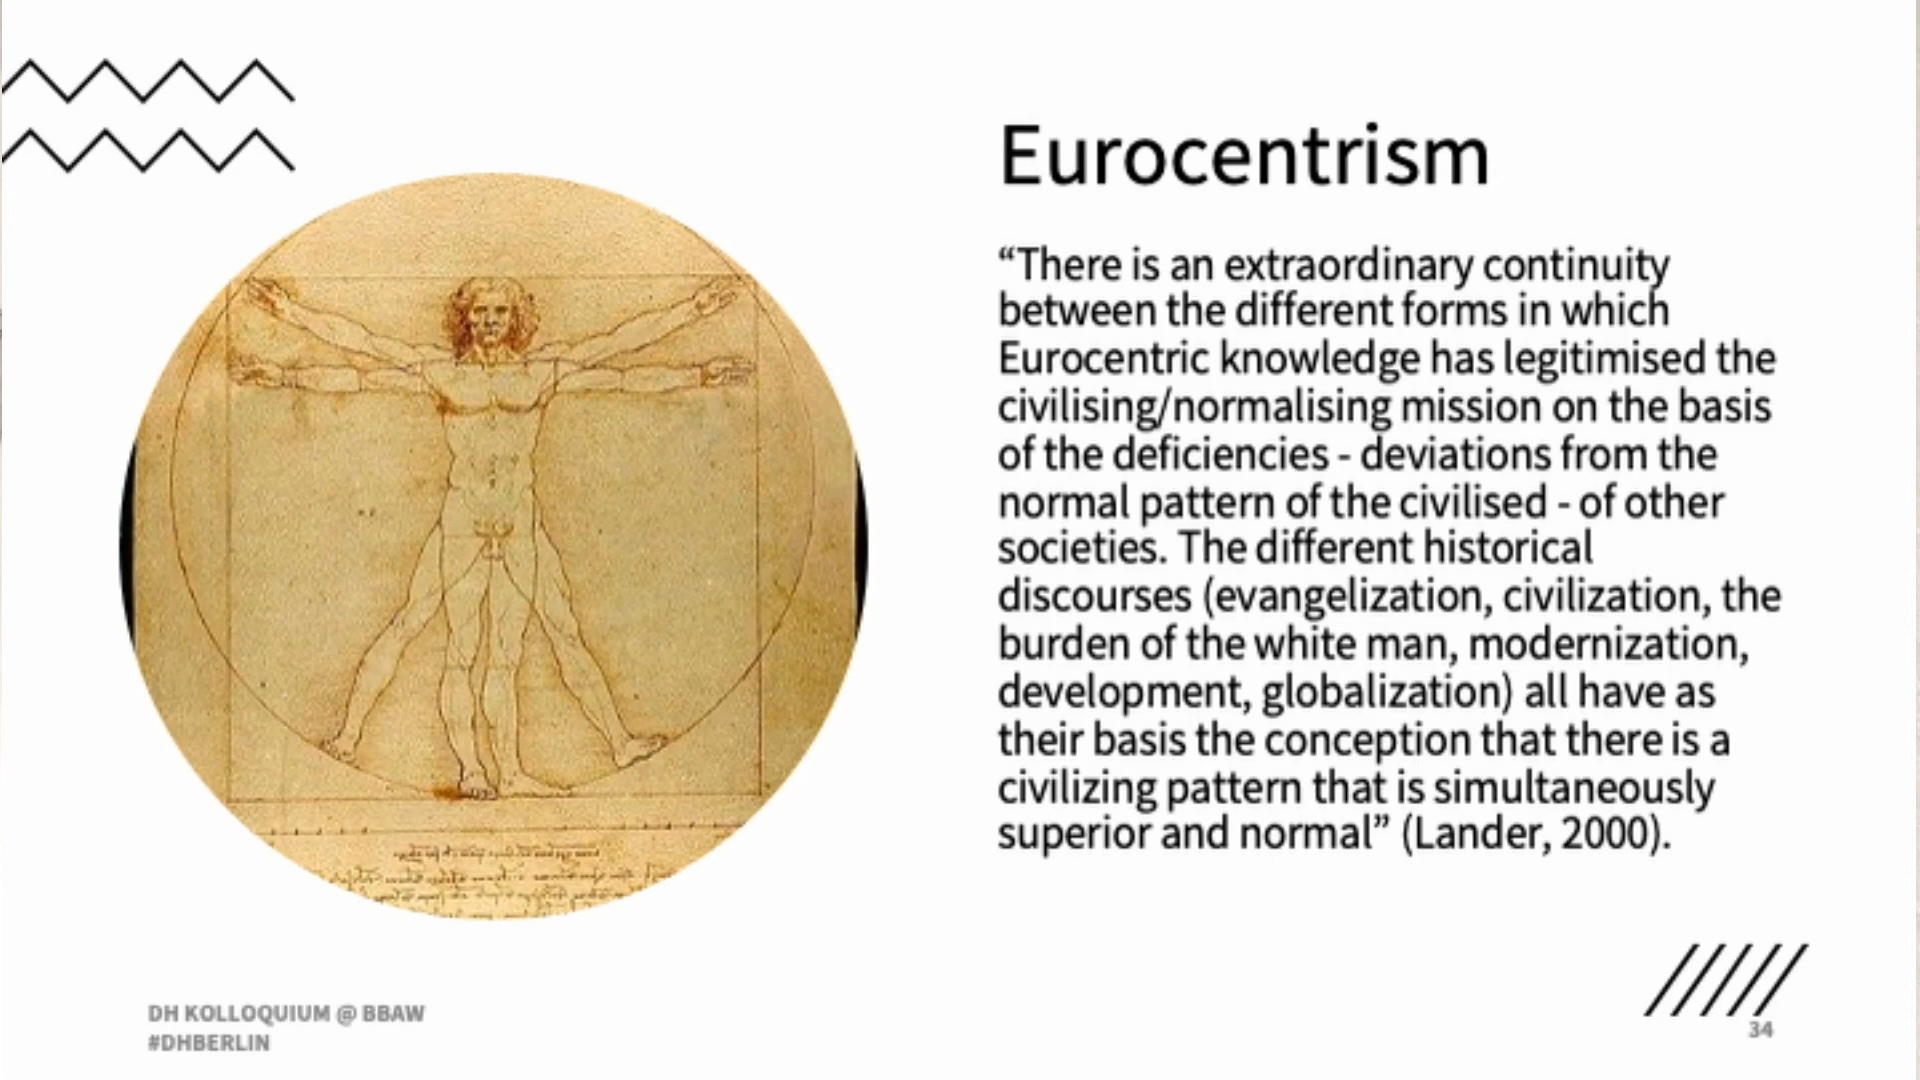 Eurocentrism
“There is an extraordinary continuity
between the different forms in which
Eurocentric knowledge has legitimised the
civilising/normalising mission on the basis
of the deficiencies - deviations from the
normal pattern of the civilised - of other
societies. The different historical
discourses (evangelization, civilization, the
burden of the white man, modernization,
development, globalization) all have as
their basis the conception that there is a
civilizing pattern that is simultaneously
superior and normal” (Lander, 2000).
DH KOLLOQUIUM @ BBAW
#DHBERLIN
34